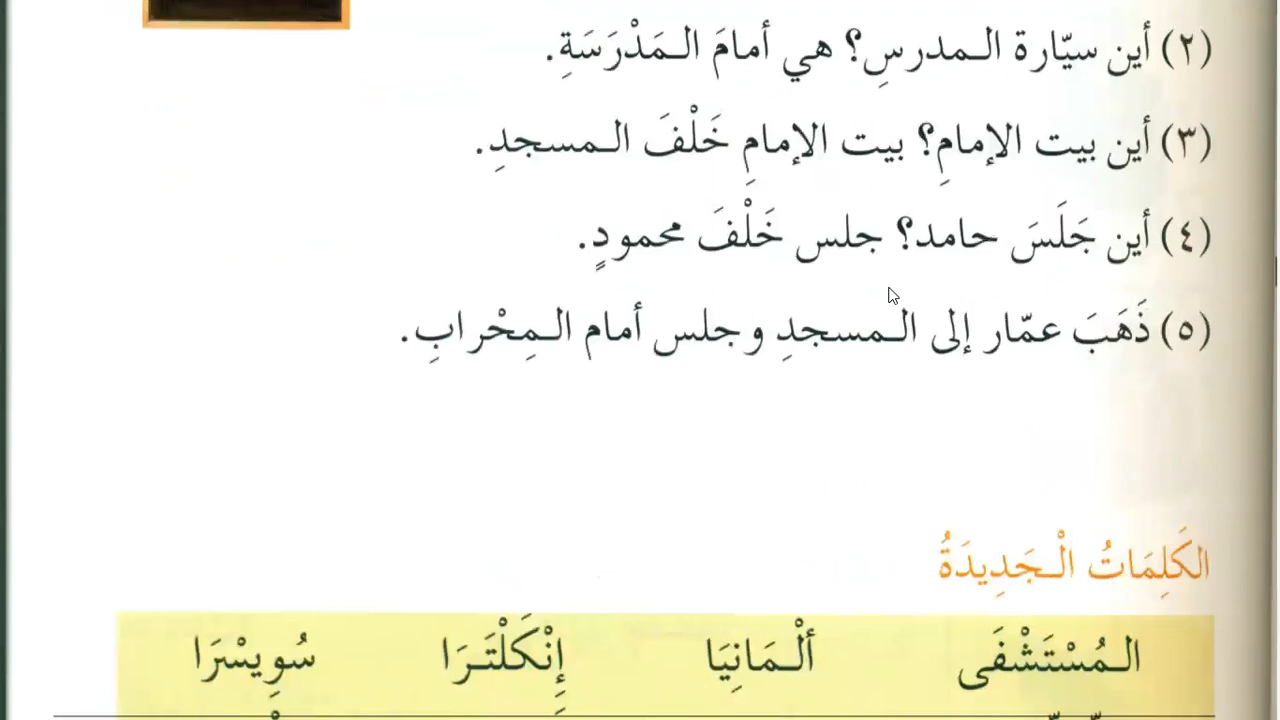 (٢) أين سيّارة الـمدرسِ؟ هي أمامَ الـمَدْرَسَةِ.
(٣) أين بيت الإمامِ؟ بيت الإمامِ خَلْفَ الـمسجدِ.
(٤) أين جَلَسَ حامد؟ جلس خَلْفَ محمودٍ.
(٥) ذَهَبَ عمّار إلى الـمسجدِ وجلس أمام الـمِحْرابِ.
الكَلِمَاتُ الْـجَدِيدَةُ
الـمُسْتَشْفَى ألْـمَانِيَا إِنْكَلْتَـرَا سُوِيسْرَا